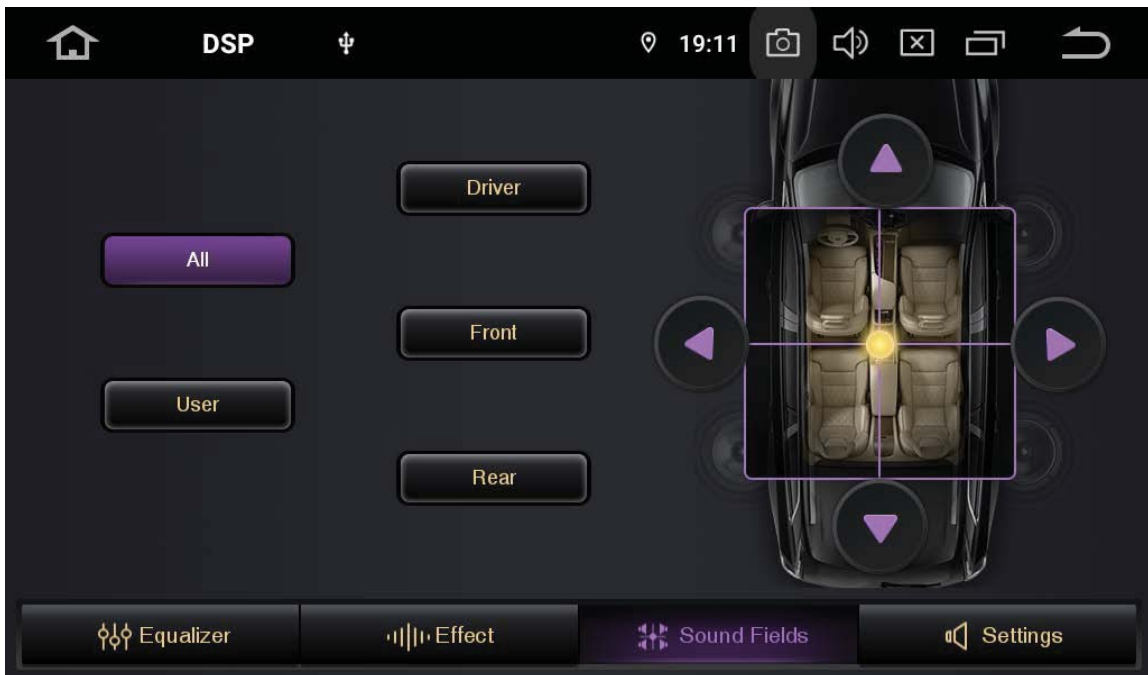 DSP 19:11
Driver
All
Front
User
Rear
Equalizer Effect Sound Fields Settings